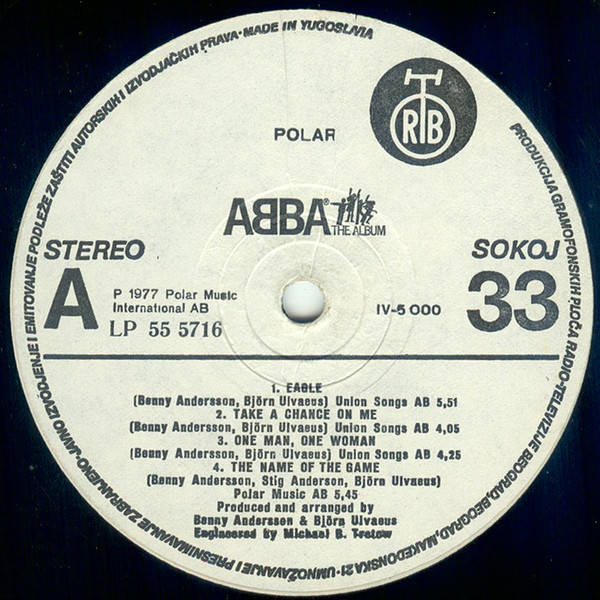 JAVNO IZVOĐENJE I EMITOVANJE PODLEŽE ZAŠTITI AUTORSKIH I IZVODJAČKIH PRAVA·MADE IN YUGOSLAVIA
PRODUKCIJA GRAMOFONSKIH PLOČA RADIO-TELEVIZIJE BEOGRAD, BEOGRAD, MAKEDONSKA 21·UMNOŽAVANJE I PRESNIMAVANJE ZABRANJENO-
RTB
POLAR
ABBA®
THE ALBUM
STEREO
SOKOJ
A
P 1977 Polar Music
International AB
LP 55 5716
IV-5 000
33
1. EAGLE
(Benny Andersson, Björn Ulvaeus) Union Songs AB 5,51
2. TAKE A CHANCE ON ME
(Benny Andersson, Björn Ulvaeus) Union Songs AB 4,05
3. ONE MAN, ONE WOMAN
(Benny Andersson, Björn Ulvaeus) Union Songs AB 4,25
4. THE NAME OF THE GAME
(Benny Andersson, Stig Anderson, Björn Ulvaeus)
Polar Music AB 5,45
Produced and arranged by
Benny Andersson & Björn Ulvaeus
Engineered by Michael B. Tretow